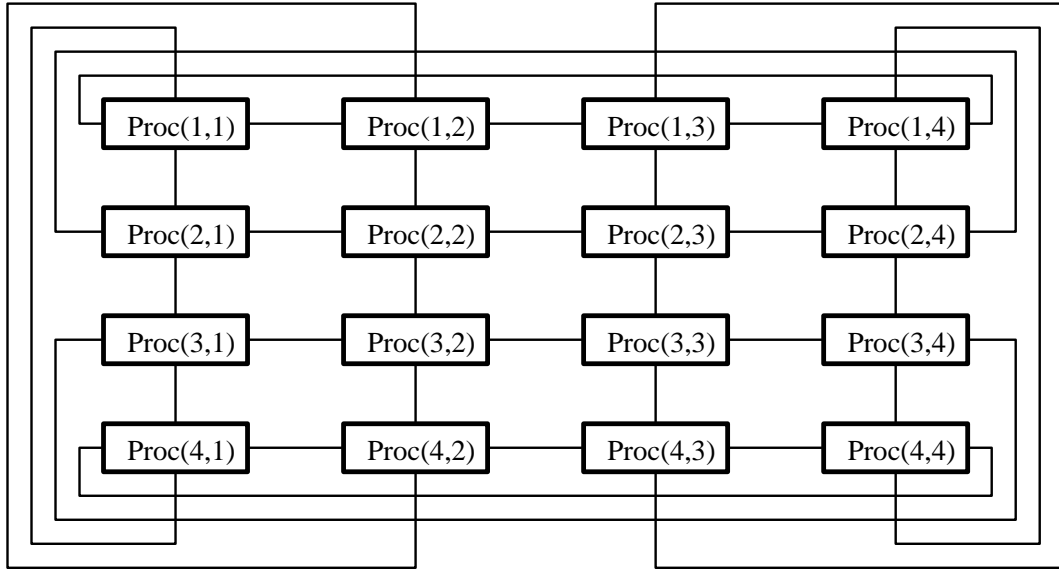 Proc(1,1) Proc(1,2) Proc(1,3) Proc(1,4)
Proc(2,1) Proc(2,2) Proc(2,3) Proc(2,4)
Proc(3,1) Proc(3,2) Proc(3,3) Proc(3,4)
Proc(4,1) Proc(4,2) Proc(4,3) Proc(4,4)